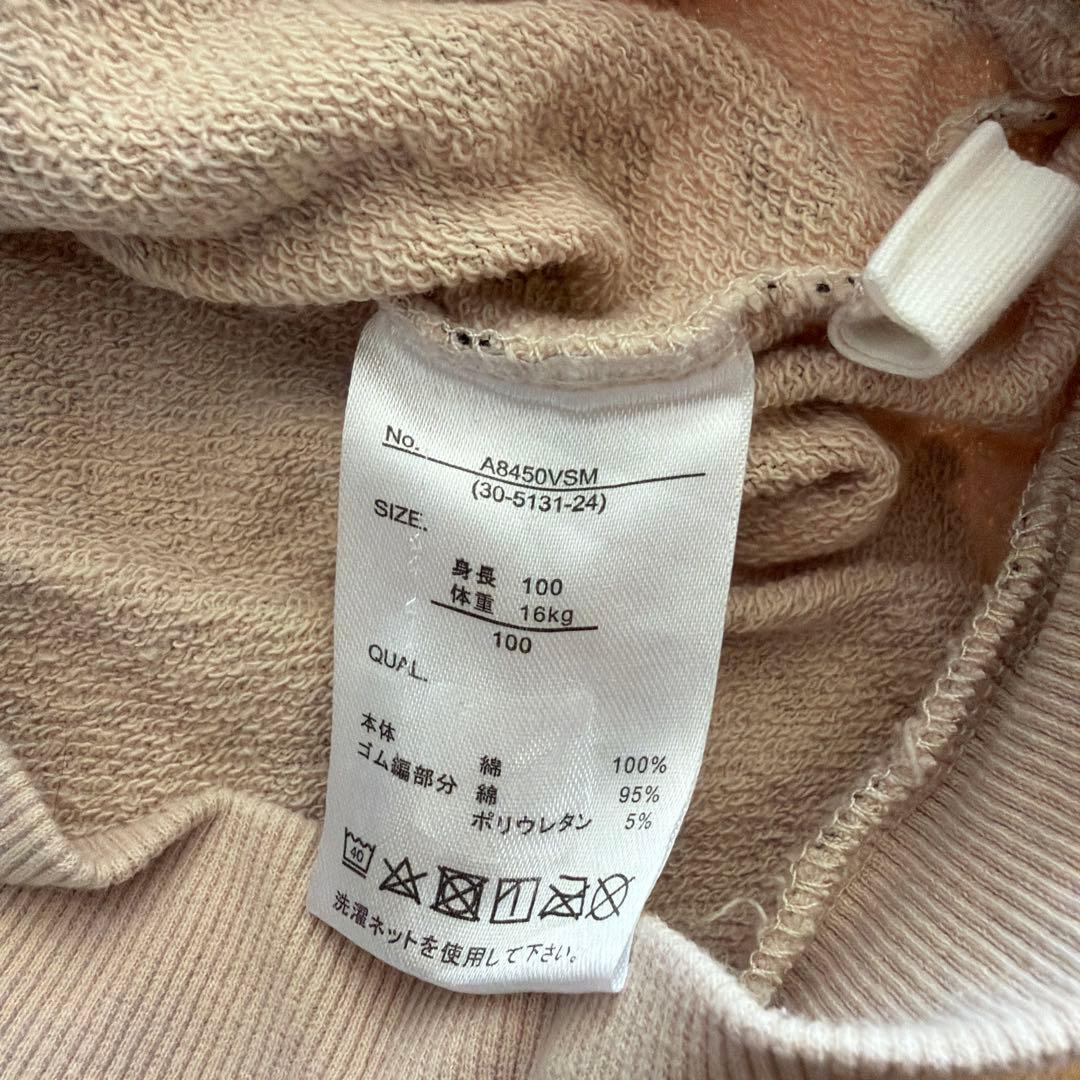 No. A8450VSM
(30-5131-24)
SIZE.
身長 100
体重 16kg
100
QUAL.
本体 綿 100%
ゴム編部分 綿 95%
ポリウレタン 5%
40
洗濯ネットを使用して下さい。